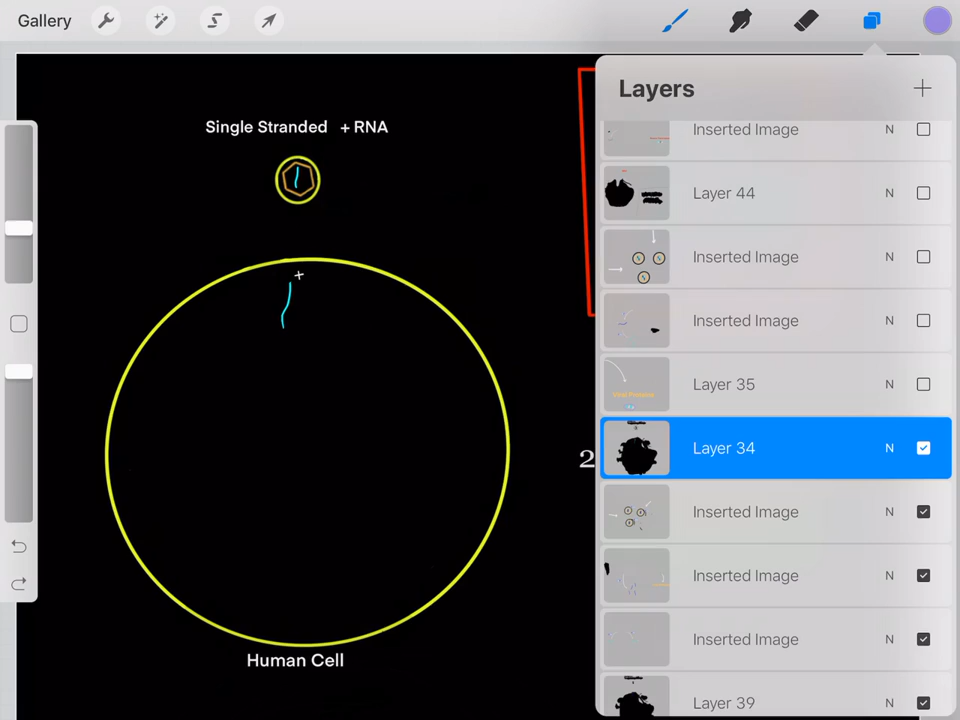 Gallery
Layers
Single Stranded + RNA
+
Inserted Image N
Layer 44 N
Inserted Image N
Inserted Image N
Layer 35 N
Layer 34 N
2
Inserted Image N
Inserted Image N
Inserted Image N
Human Cell
Layer 39 N